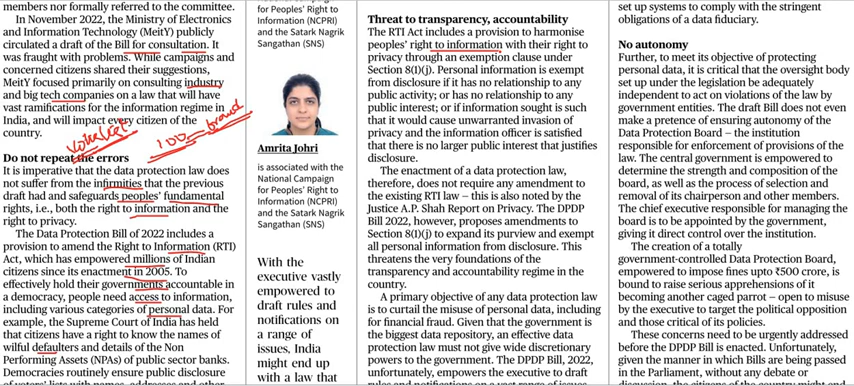 members nor formally referred to the committee.
In November 2022, the Ministry of Electronics
and Information Technology (MeitY) publicly
circulated a draft of the Bill for consultation. It
was fraught with problems. While campaigns and
concerned citizens shared their suggestions,
MeitY focused primarily on consulting industry
and big tech companies on a law that will have
vast ramifications for the information regime in
India, and will impact every citizen of the
country.
100 brand
Do not repeat the errors
It is imperative that the data protection law does
not suffer from the infirmities that the previous
draft had and safeguards peoples' fundamental
rights, i.e., both the right to information and the
right to privacy.
The Data Protection Bill of 2022 includes a
provision to amend the Right to Information (RTI)
Act, which has empowered millions of Indian
citizens since its enactment in 2005. To
effectively hold their governments accountable in
a democracy, people need access to information,
including various categories of personal data. For
example, the Supreme Court of India has held
that citizens have a right to know the names of
wilful defaulters and details of the Non
Performing Assets (NPAs) of public sector banks.
Democracies routinely ensure public disclosure
of voters' lists with names, addresses and other
for Peoples' Right to
Information (NCPRI)
and the Satark Nagrik
Sangathan (SNS)
Amrita Johri
is associated with the
National Campaign
for Peoples' Right to
Information (NCPRI)
and the Satark Nagrik
Sangathan (SNS)
With the
executive vastly
empowered to
draft rules and
notifications on
a range of
issues, India
might end up
with a law that
Threat to transparency, accountability
The RTI Act includes a provision to harmonise
peoples' right to information with their right to
privacy through an exemption clause under
Section 8(1)(j). Personal information is exempt
from disclosure if it has no relationship to any
public activity; or has no relationship to any
public interest; or if information sought is such
that it would cause unwarranted invasion of
privacy and the information officer is satisfied
that there is no larger public interest that justifies
disclosure.
The enactment of a data protection law,
therefore, does not require any amendment to
the existing RTI law — this is also noted by the
Justice A.P. Shah Report on Privacy. The DPDP
Bill 2022, however, proposes amendments to
Section 8(1)(j) to expand its purview and exempt
all personal information from disclosure. This
threatens the very foundations of the
transparency and accountability regime in the
country.
A primary objective of any data protection law
is to curtail the misuse of personal data, including
for financial fraud. Given that the government is
the biggest data repository, an effective data
protection law must not give wide discretionary
powers to the government. The DPDP Bill, 2022,
unfortunately, empowers the executive to draft
rules and notifications on a vast range of issues
set up systems to comply with the stringent
obligations of a data fiduciary.
No autonomy
Further, to meet its objective of protecting
personal data, it is critical that the oversight body
set up under the legislation be adequately
independent to act on violations of the law by
government entities. The draft Bill does not even
make a pretence of ensuring autonomy of the
Data Protection Board — the institution
responsible for enforcement of provisions of the
law. The central government is empowered to
determine the strength and composition of the
board, as well as the process of selection and
removal of its chairperson and other members.
The chief executive responsible for managing the
board is to be appointed by the government,
giving it direct control over the institution.
The creation of a totally
government-controlled Data Protection Board,
empowered to impose fines upto ₹500 crore, is
bound to raise serious apprehensions of it
becoming another caged parrot — open to misuse
by the executive to target the political opposition
and those critical of its policies.
These concerns need to be urgently addressed
before the DPDP Bill is enacted. Unfortunately,
given the manner in which Bills are being passed
in the Parliament, without any debate or
discussion, the citizens of the country might end